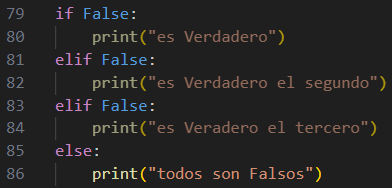 79 if False:
80     print("es Verdadero")
81 elif False:
82     print("es Verdadero el segundo")
83 elif False:
84     print("es Veradero el tercero")
85 else:
86     print("todos son Falsos")